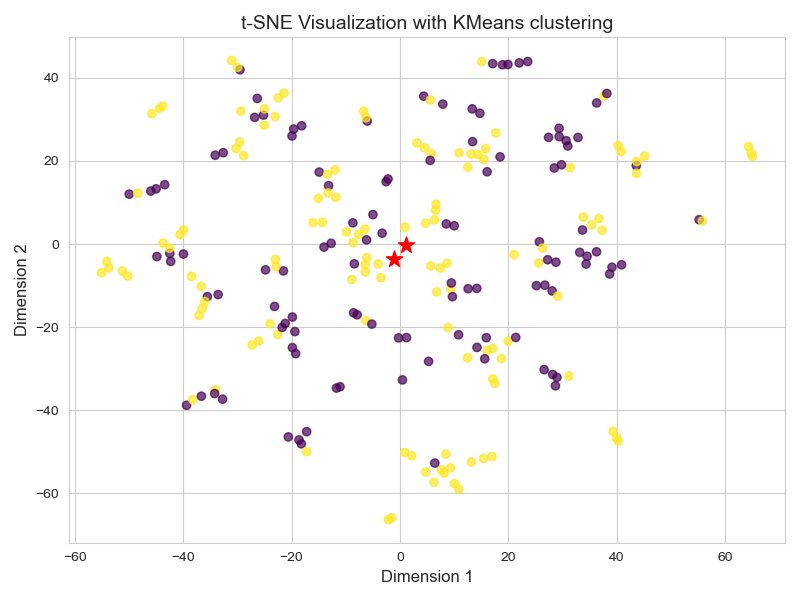 t-SNE Visualization with KMeans clustering
40
20
0
−20
−40
−60
Dimension 2
−60 −40 −20 0 20 40 60
Dimension 1